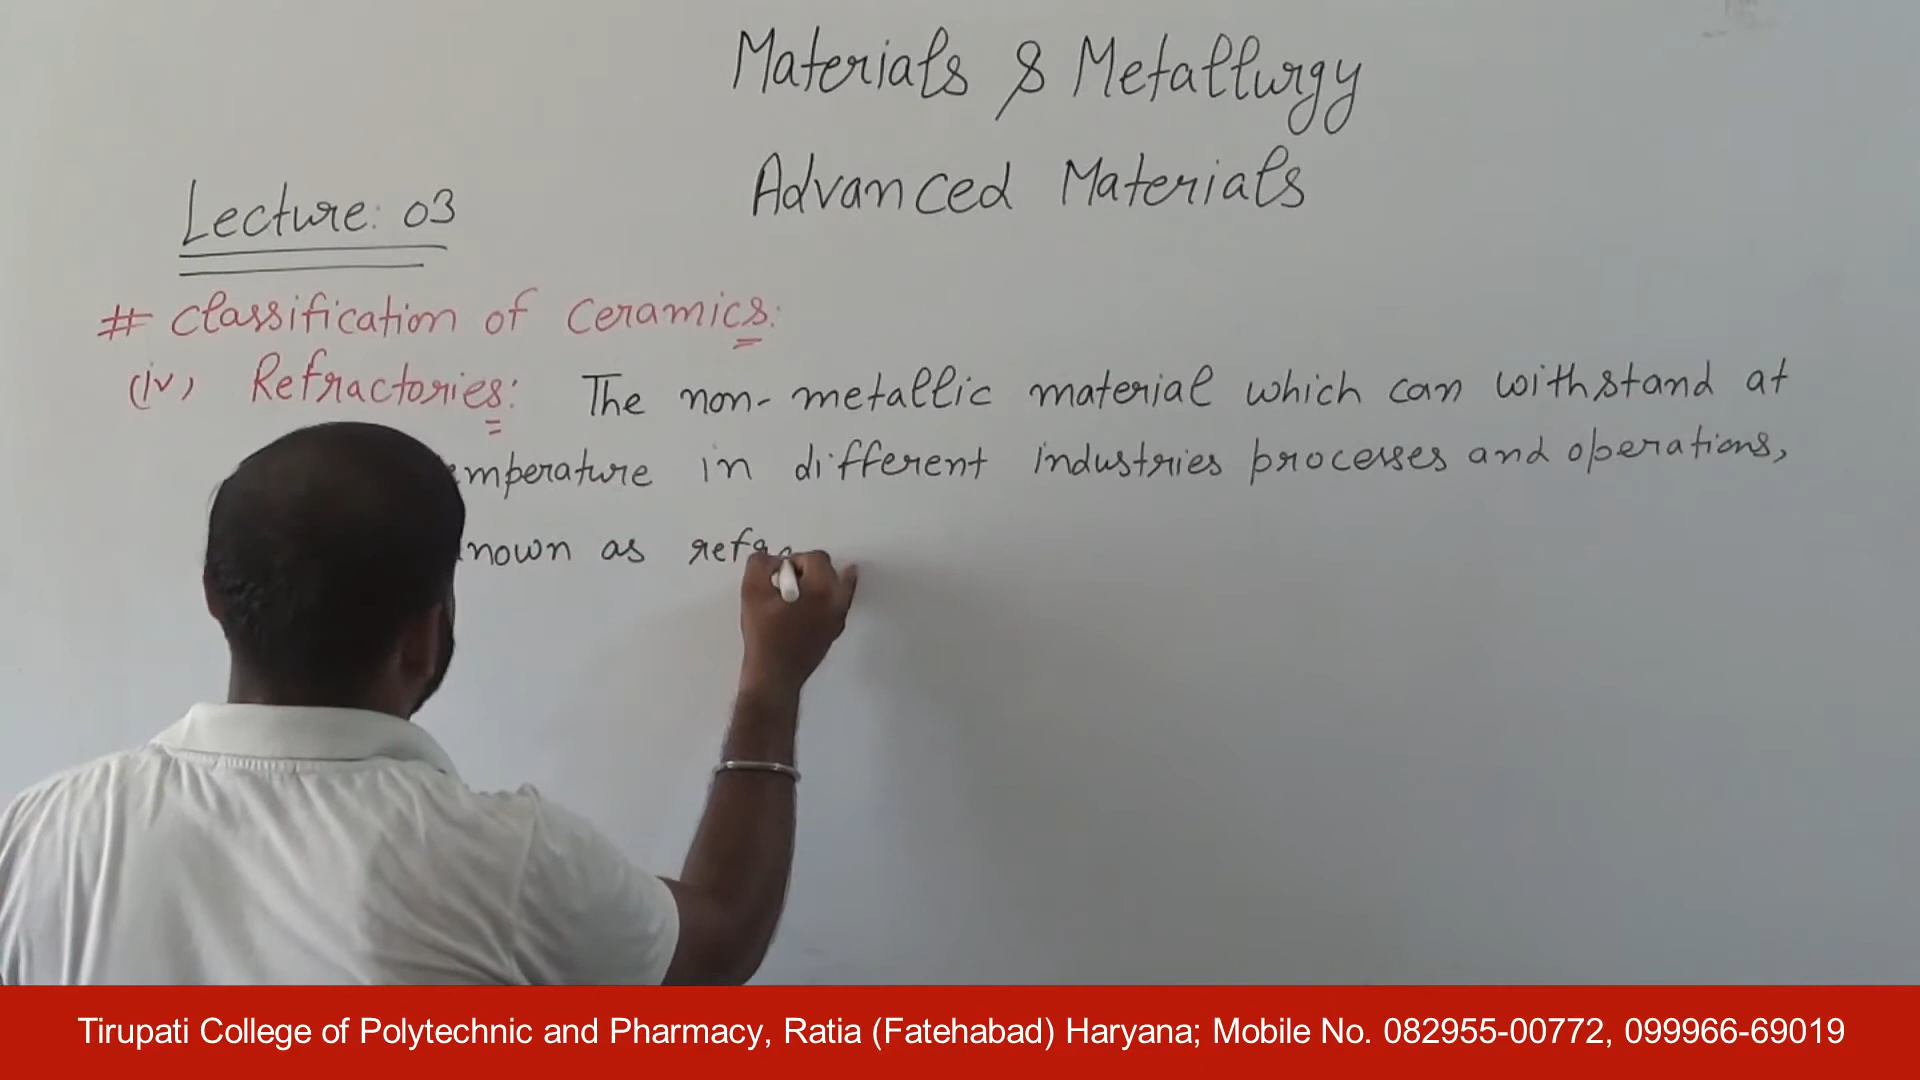 Materials & Metallurgy
Advanced Materials
Lecture: 03
# Classification of Ceramics:
(iv) Refractories: The non-metallic material which can withstand at
emperature in different industries processes and operations,
nown as refra
Tirupati College of Polytechnic and Pharmacy, Ratia (Fatehabad) Haryana; Mobile No. 082955-00772, 099966-69019